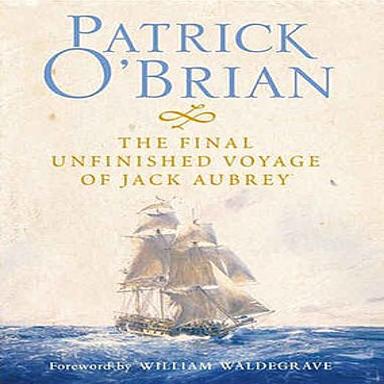 PATRICK
O'BRIAN
THE FINAL
UNFINISHED VOYAGE
OF JACK AUBREY
Foreword by WILLIAM WALDEGRAVE